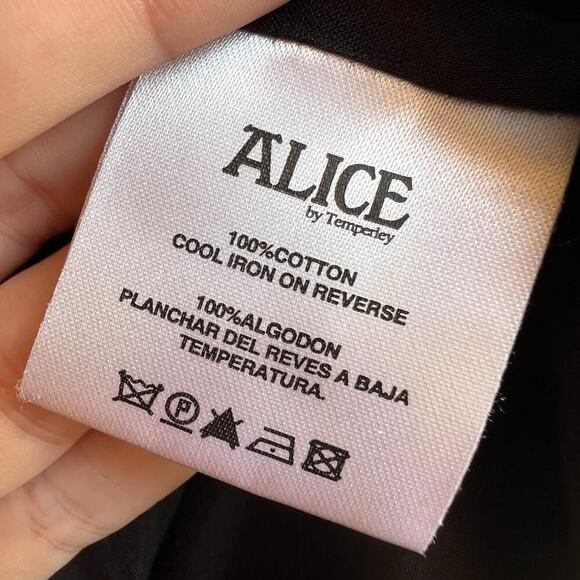 ALICE
by Temperley
100%COTTON
COOL IRON ON REVERSE
100%ALGODON
PLANCHAR DEL REVES A BAJA
TEMPERATURA.
P